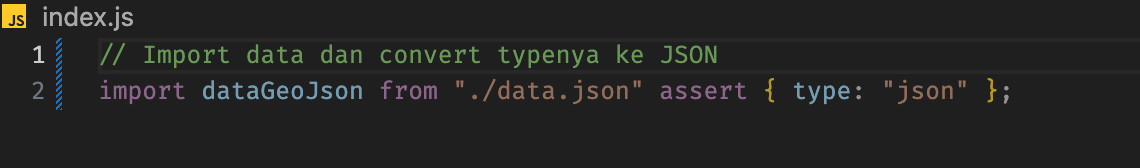 JS index.js
1 // Import data dan convert typenya ke JSON
2 import dataGeoJson from "./data.json" assert { type: "json" };